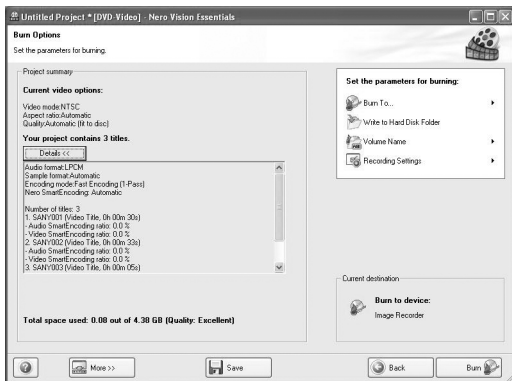 Untitled Project *[DVD-Video] - Nero Vision Essentials
Burn Options
Set the parameters for burning.
Project summary
Current video options:
Video mode:NTSC
Aspect ratio:Automatic
Quality:Automatic (fit to disc)
Your project contains 3 titles.
Details <<
Audio format:LPCM
Sample format:Automatic
Encoding mode:Fast Encoding (1-Pass)
Nero SmartEncoding: Automatic
Number of titles: 3
1. SANY001 (Video Title, 0h 00m 30s)
- Audio SmartEncoding ratio: 0.0 %
- Video SmartEncoding ratio: 0.0 %
2. SANY002 (Video Title, 0h 00m 33s)
- Audio SmartEncoding ratio: 0.0 %
- Video SmartEncoding ratio: 0.0 %
3. SANY003 (Video Title, 0h 00m 05s)
Total space used: 0.08 out of 4.38 GB (Quality: Excellent)
Set the parameters for burning:
Burn To...
Write to Hard Disk Folder
Volume Name
Recording Settings
Current destination
Burn to device:
Image Recorder
More >>
Save
Back
Burn